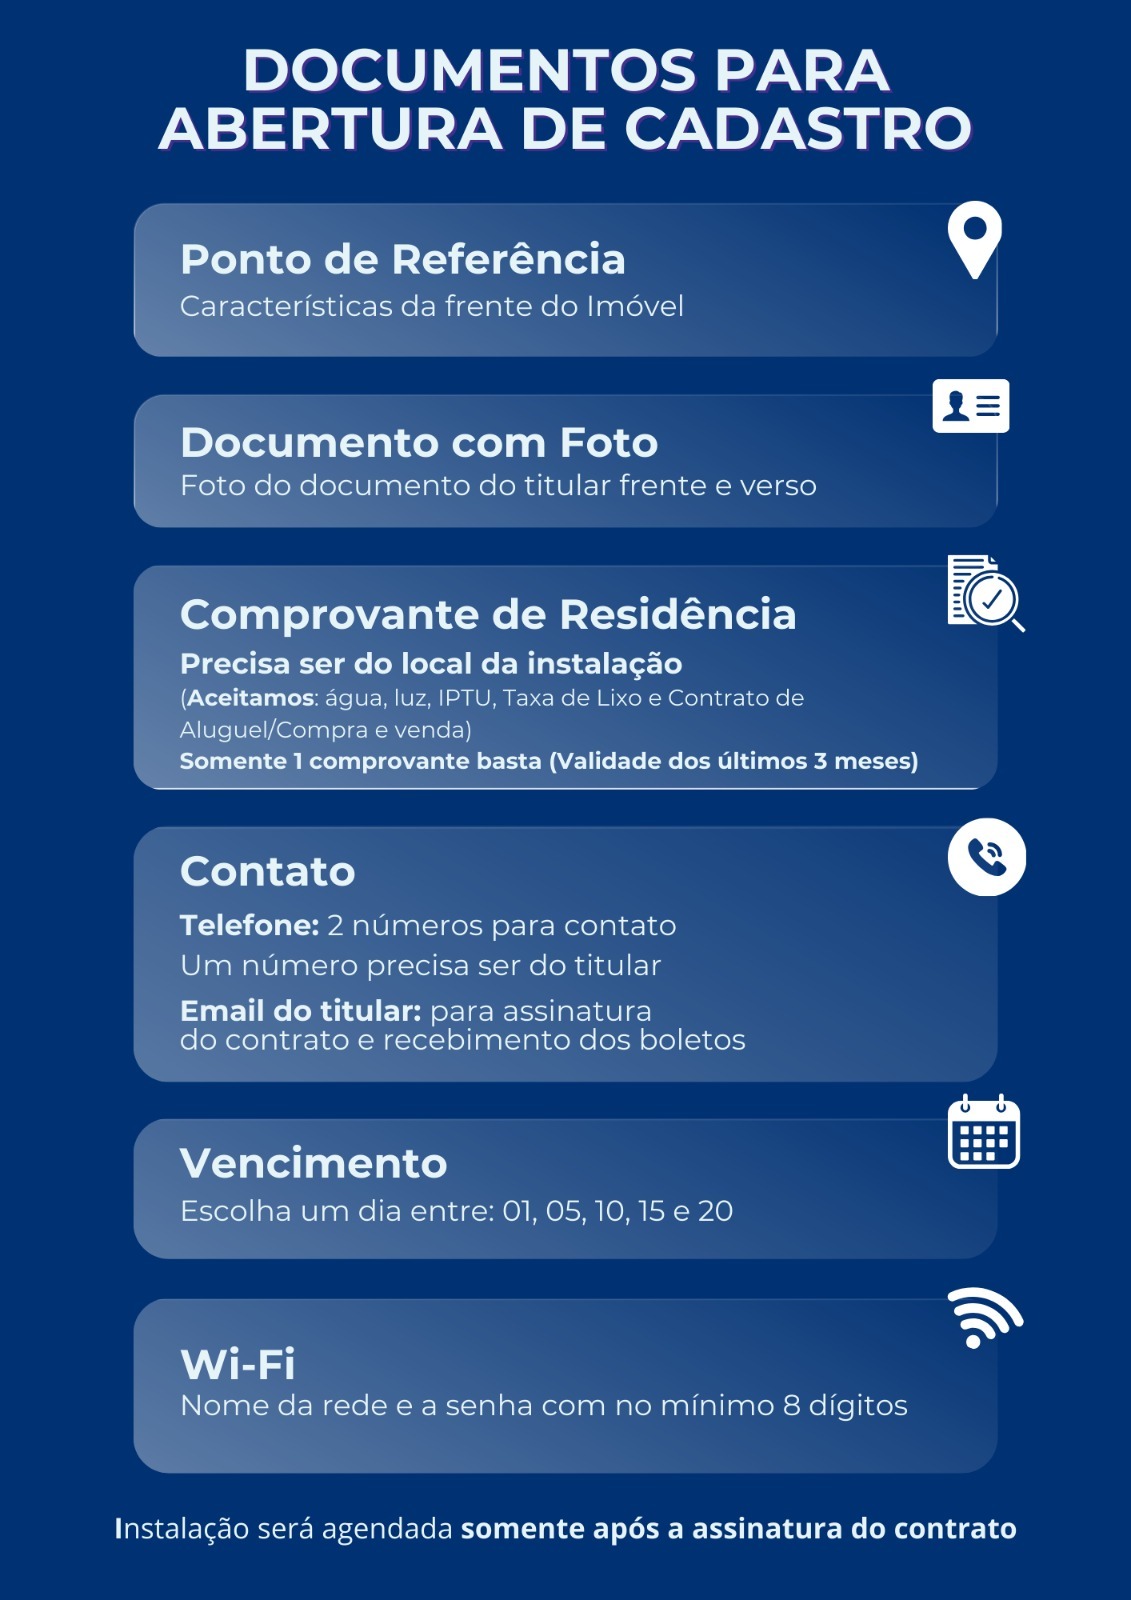 DOCUMENTOS PARA
ABERTURA DE CADASTRO
Ponto de Referência
Características da frente do Imóvel
Documento com Foto
Foto do documento do titular frente e verso
Comprovante de Residência
Precisa ser do local da instalação
(Aceitamos: água, luz, IPTU, Taxa de Lixo e Contrato de
Aluguel/Compra e venda)
Somente 1 comprovante basta (Validade dos últimos 3 meses)
Contato
Telefone: 2 números para contato
Um número precisa ser do titular
Email do titular: para assinatura
do contrato e recebimento dos boletos
Vencimento
Escolha um dia entre: 01, 05, 10, 15 e 20
Wi-Fi
Nome da rede e a senha com no mínimo 8 dígitos
Instalação será agendada somente após a assinatura do contrato